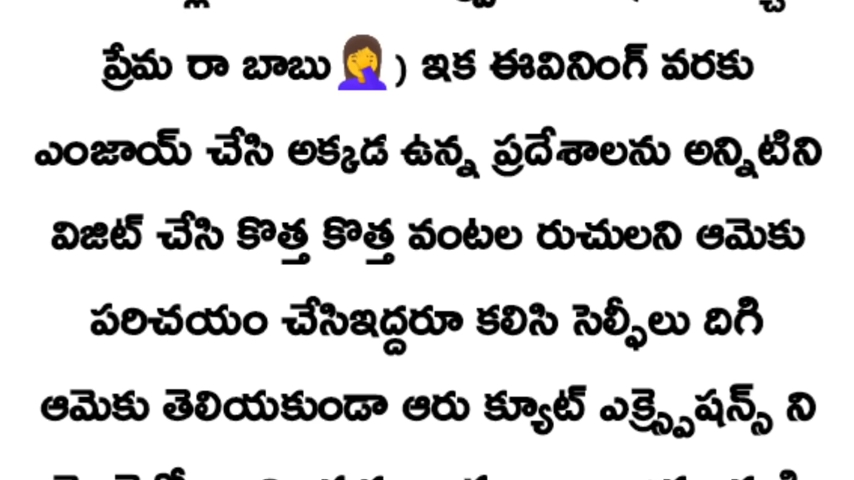 ప్రేమ రా బాబు🤦‍♀️) ఇక ఈవినింగ్ వరకు
ఎంజాయ్ చేసి అక్కడ ఉన్న ప్రదేశాలను అన్నిటిని
విజిట్ చేసి కొత్త కొత్త వంటల రుచులని ఆమెకు
పరిచయం చేసిఇద్దరూ కలిసి సెల్ఫీలు దిగి
ఆమెకు తెలియకుండా ఆరు క్యూట్ ఎక్స్ప్రెషన్స్ ని